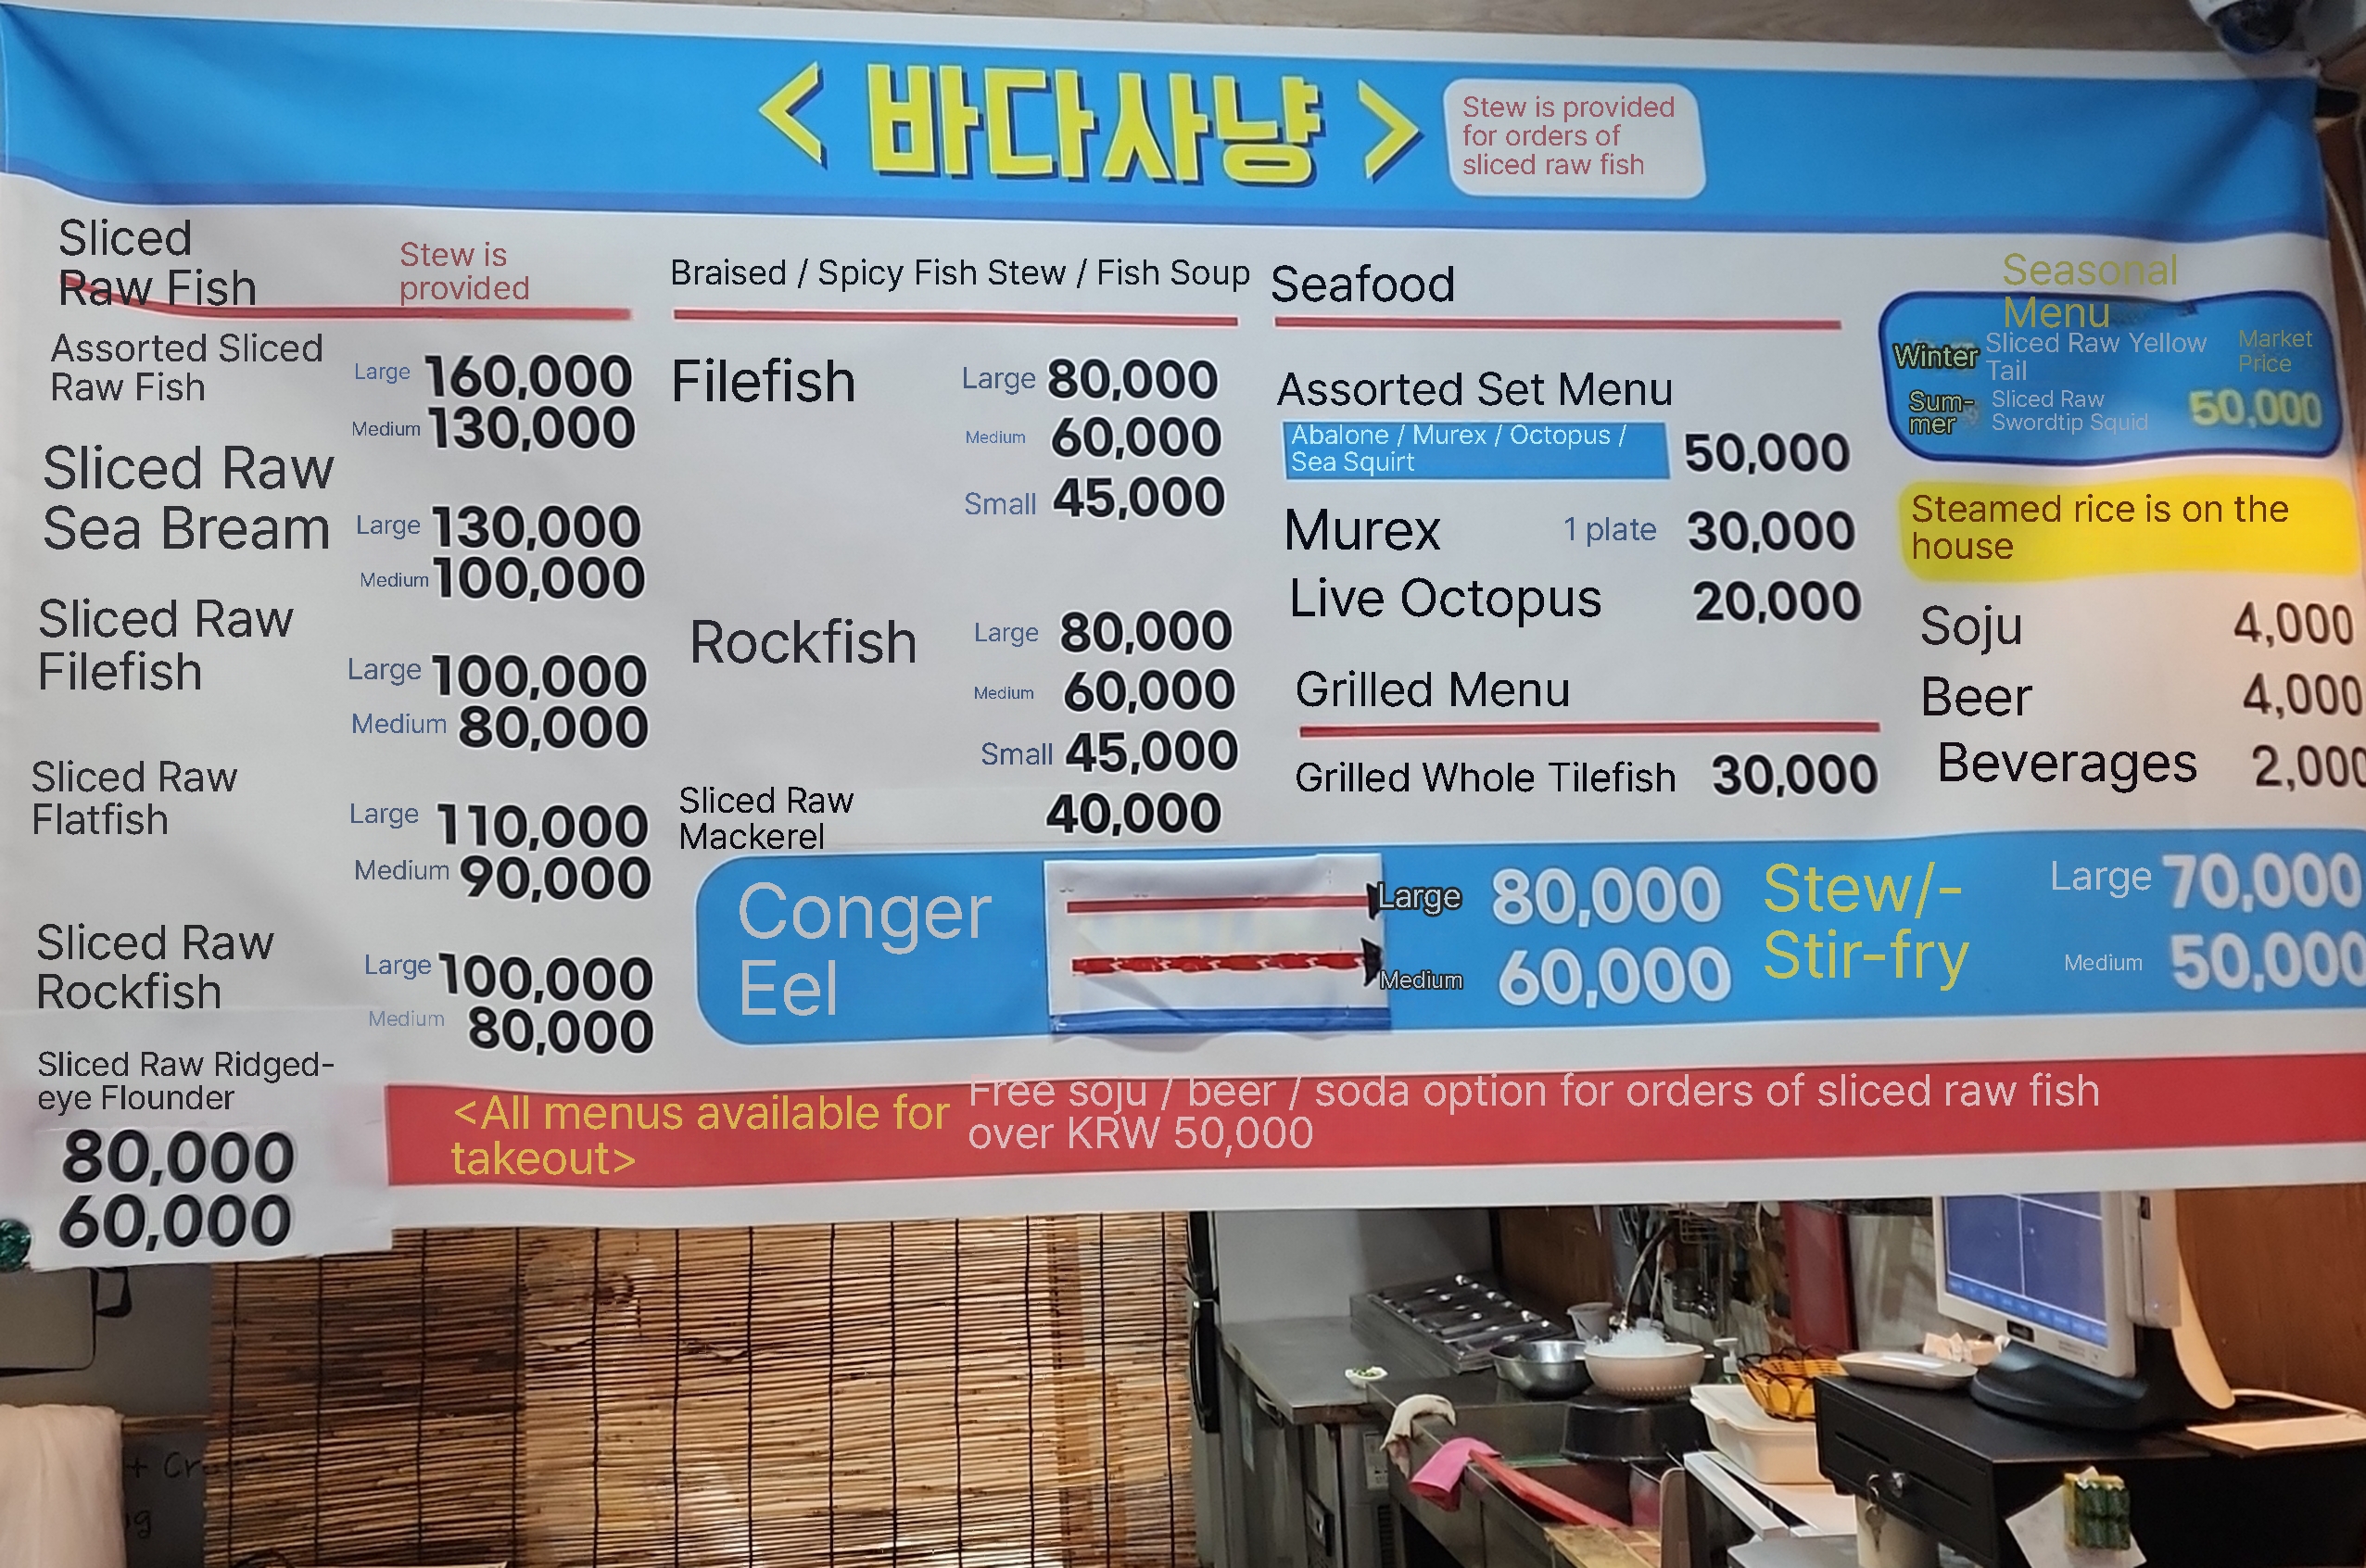 < 바다사냥 >
Stew is provided
for orders of
sliced raw fish
Sliced
Raw Fish
Stew is
provided
Assorted Sliced
Raw Fish
Large 160,000
Medium 130,000
Sliced Raw
Sea Bream
Large 130,000
Medium 100,000
Sliced Raw
Filefish
Large 100,000
Medium 80,000
Sliced Raw
Flatfish
Large 110,000
Medium 90,000
Sliced Raw
Rockfish
Large 100,000
Medium 80,000
Sliced Raw Ridged-
eye Flounder
80,000
60,000
Braised / Spicy Fish Stew / Fish Soup
Filefish
Large 80,000
Medium 60,000
Small 45,000
Rockfish
Large 80,000
Medium 60,000
Small 45,000
Sliced Raw
Mackerel
40,000
Seafood
Assorted Set Menu
Abalone / Murex / Octopus /
Sea Squirt
50,000
Murex 1 plate 30,000
Live Octopus 20,000
Grilled Menu
Grilled Whole Tilefish 30,000
Seasonal
Menu
Winter Sliced Raw Yellow
Tail
Market
Price
Sum-
mer
Sliced Raw
Swordtip Squid
50,000
Steamed rice is on the
house
Soju 4,000
Beer 4,000
Beverages 2,000
Conger
Eel
Large 80,000
Medium 60,000
Stew/-
Stir-fry
Large 70,000
Medium 50,000
<All menus available for
takeout>
Free soju / beer / soda option for orders of sliced raw fish
over KRW 50,000